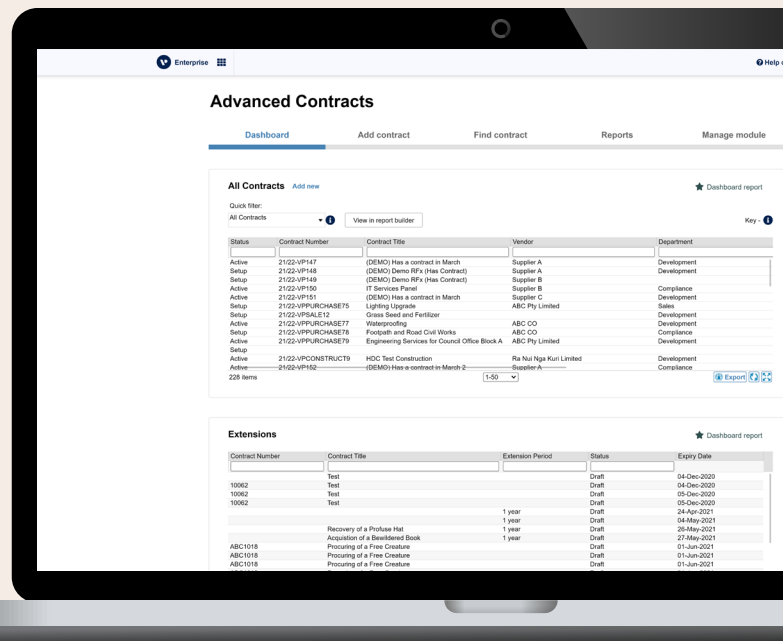 Enterprise
Help
Advanced Contracts
Dashboard Add contract Find contract Reports Manage module
All Contracts Add new Dashboard report
Quick filter:
All Contracts View in report builder Key -
Status Contract Number Contract Title Vendor Department
Active 21/22-VP147 (DEMO) Has a contract in March Supplier A Development
Setup 21/22-VP148 (DEMO) Demo RFx (Has Contract) Supplier A Development
Setup 21/22-VP149 (DEMO) Demo RFx (Has Contract) Supplier B
Active 21/22-VP150 IT Services Panel Supplier B Compliance
Active 21/22-VP151 (DEMO) Has a contract in March Supplier C Development
Setup 21/22-VPPURCHASE75 Lighting Upgrade ABC Pty Limited Sales
Setup 21/22-VPSALE12 Grass Seed and Fertilizer Development
Active 21/22-VPPURCHASE77 Waterproofing ABC CO Development
Setup 21/22-VPPURCHASE78 Footpath and Road Civil Works ABC CO Compliance
Active 21/22-VPPURCHASE79 Engineering Services for Council Office Block A ABC Pty Limited Development
Setup
Active 21/22-VPCONSTRUCT9 HDC Test Construction Ra Nui Nga Kuri Limited Development
Active 21/22-VP152 (DEMO) Has a contract in March 2 Supplier A Compliance
228 items 1-50 Export
Extensions Dashboard report
Contract Number Contract Title Extension Period Status Expiry Date
Test Draft 04-Dec-2020
10062 Test Draft 04-Dec-2020
10062 Test Draft 05-Dec-2020
10062 Test Draft 05-Dec-2020
1 year Draft 24-Apr-2021
1 year Draft 04-May-2021
Recovery of a Profuse Hat 1 year Draft 26-May-2021
Acquistion of a Bewildered Book 1 year Draft 27-May-2021
ABC1018 Procuring of a Free Creature Draft 01-Jun-2021
ABC1018 Procuring of a Free Creature Draft 01-Jun-2021
ABC1018 Procuring of a Free Creature Draft 01-Jun-2021